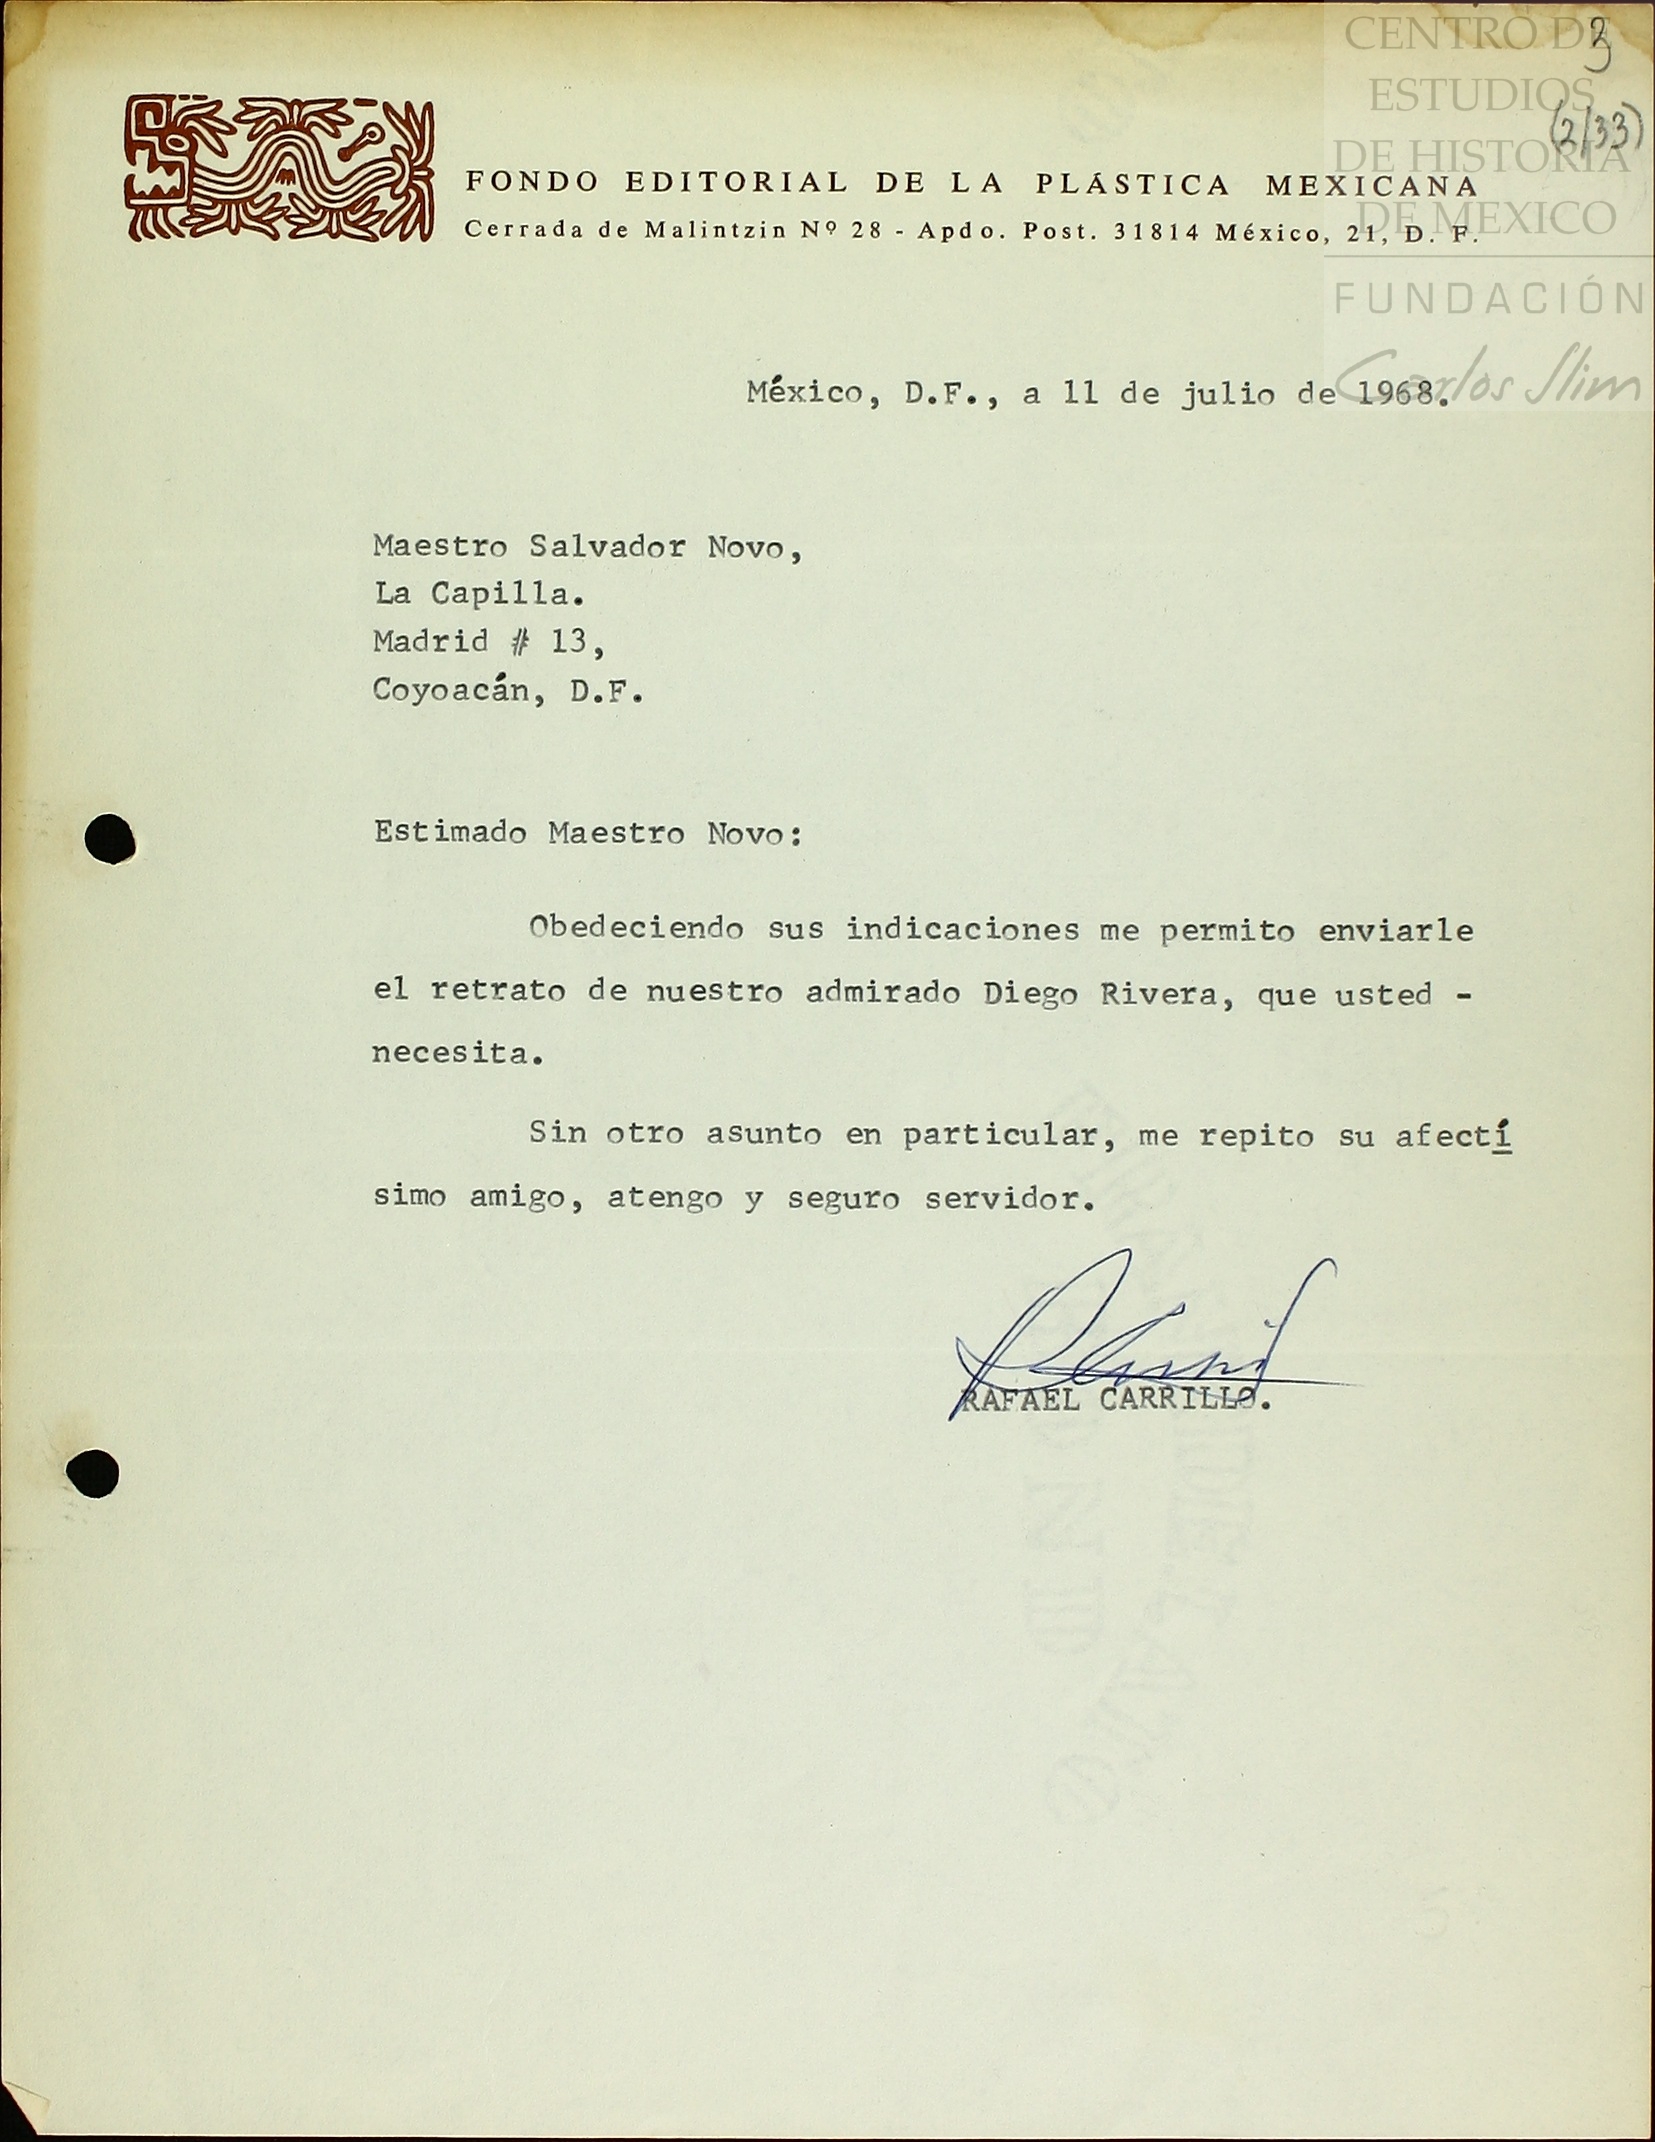 3
(2/33)
CENTRO DE
ESTUDIOS
DE HISTORIA
DE MEXICO
FUNDACIÓN
Carlos Slim
FONDO EDITORIAL DE LA PLÁSTICA MEXICANA
Cerrada de Malintzin Nº 28 - Apdo. Post. 31814 México, 21, D. F.
México, D.F., a 11 de julio de 1968.
Maestro Salvador Novo,
La Capilla.
Madrid # 13,
Coyoacán, D.F.
Estimado Maestro Novo:
Obedeciendo sus indicaciones me permito enviarle
el retrato de nuestro admirado Diego Rivera, que usted -
necesita.
Sin otro asunto en particular, me repito su afectí
simo amigo, atengo y seguro servidor.
RAFAEL CARRILLO.